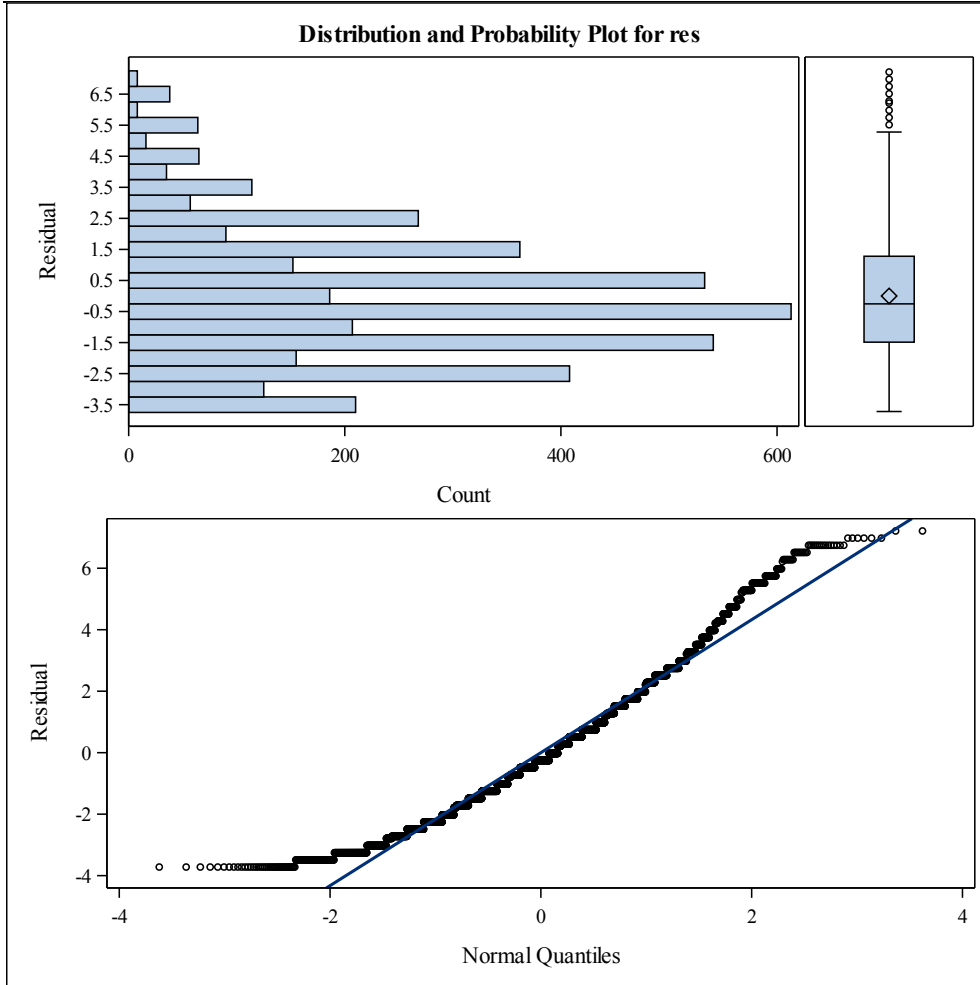 Distribution and Probability Plot for res
6.5
5.5
4.5
3.5
2.5
1.5
0.5
-0.5
-1.5
-2.5
-3.5
Residual
0 200 400 600
Count
6
4
2
0
-2
-4
Residual
-4 -2 0 2 4
Normal Quantiles